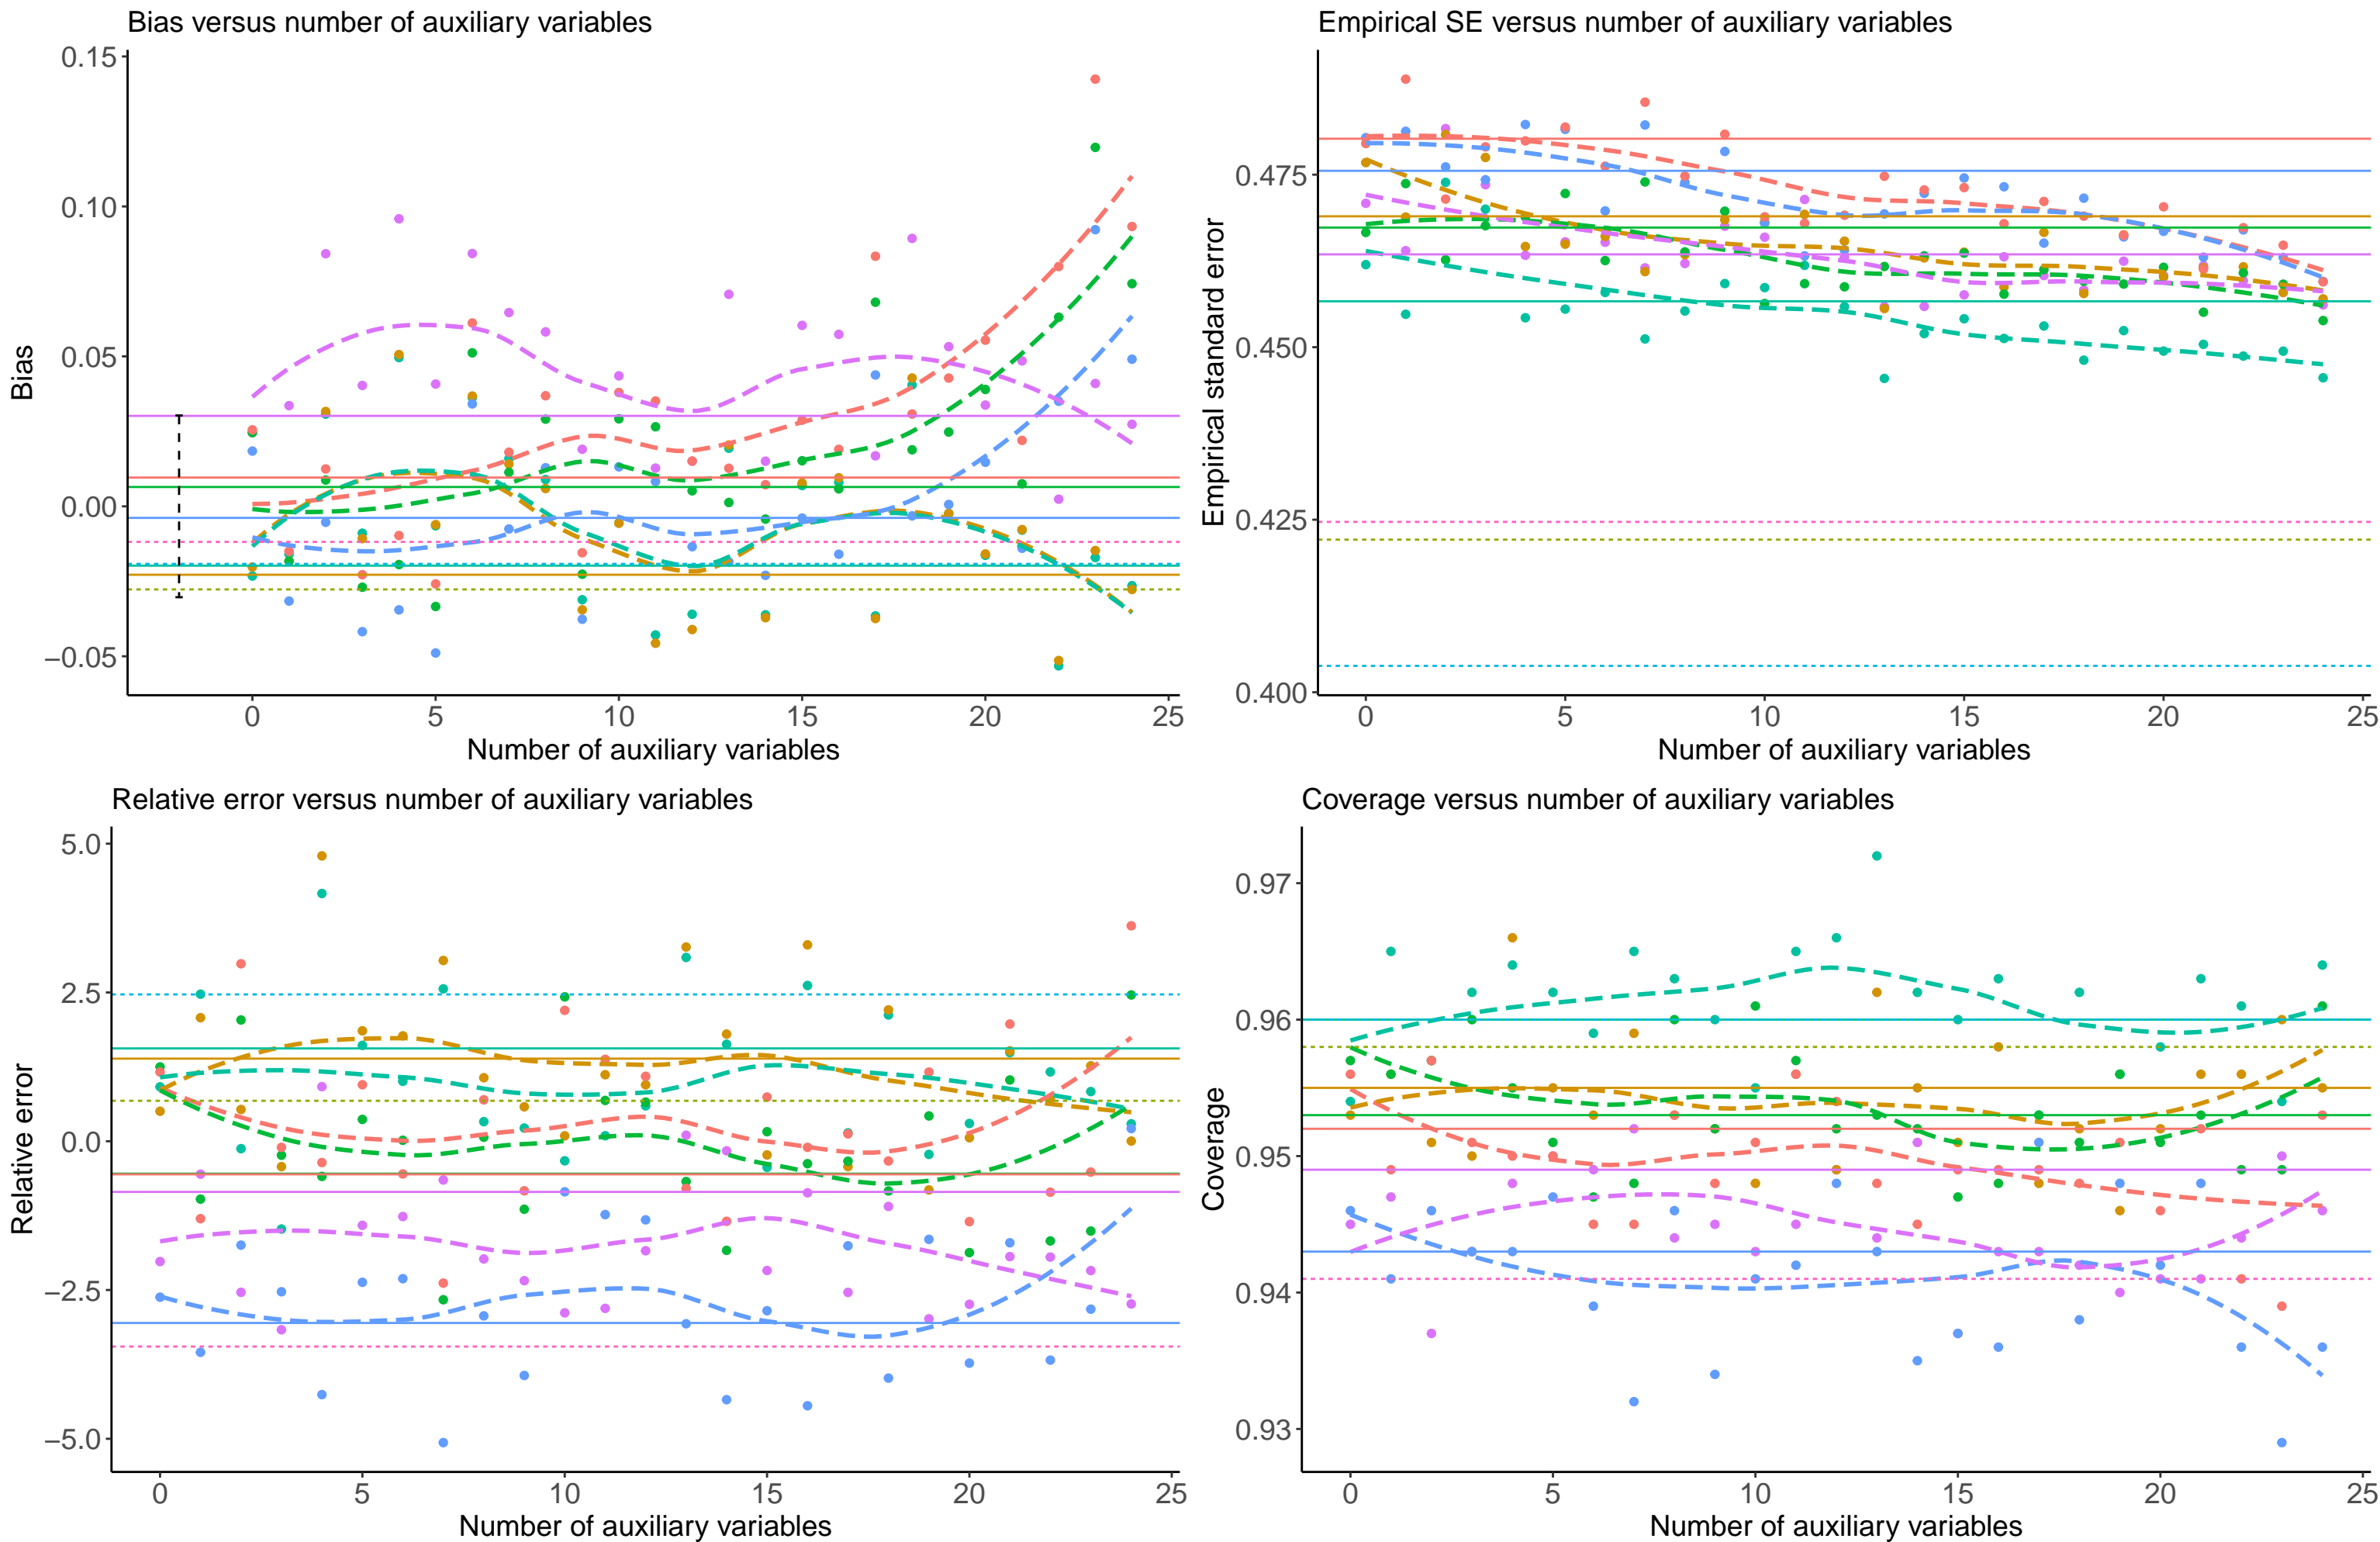 Bias versus number of auxiliary variables
0.15
0.10
0.05
0.00
−0.05
Bias
0 5 10 15 20 25
Number of auxiliary variables
Empirical SE versus number of auxiliary variables
0.475
0.450
0.425
0.400
Empirical standard error
0 5 10 15 20 25
Number of auxiliary variables
Relative error versus number of auxiliary variables
5.0
2.5
0.0
−2.5
−5.0
Relative error
0 5 10 15 20 25
Number of auxiliary variables
Coverage versus number of auxiliary variables
0.97
0.96
0.95
0.94
0.93
Coverage
0 5 10 15 20 25
Number of auxiliary variables